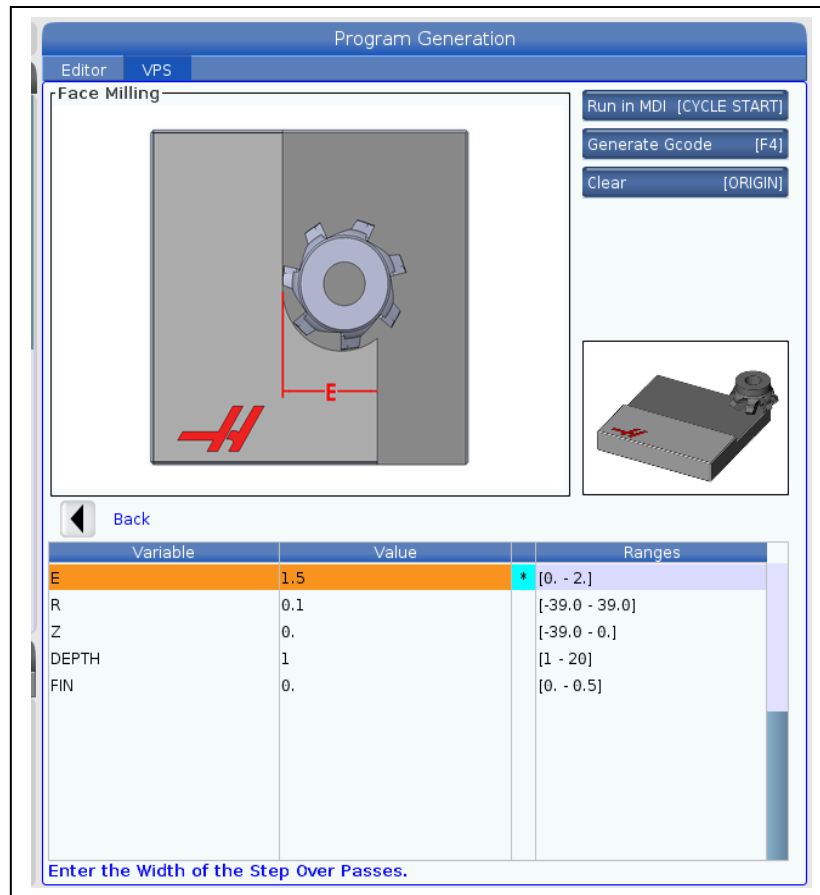 Program Generation
Editor VPS
Face Milling
Run in MDI [CYCLE START]
Generate Gcode [F4]
Clear [ORIGIN]
E
Back
Variable Value Ranges
E 1.5 * [0. - 2.]
R 0.1 [-39.0 - 39.0]
Z 0. [-39.0 - 0.]
DEPTH 1 [1 - 20]
FIN 0. [0. - 0.5]
Enter the Width of the Step Over Passes.